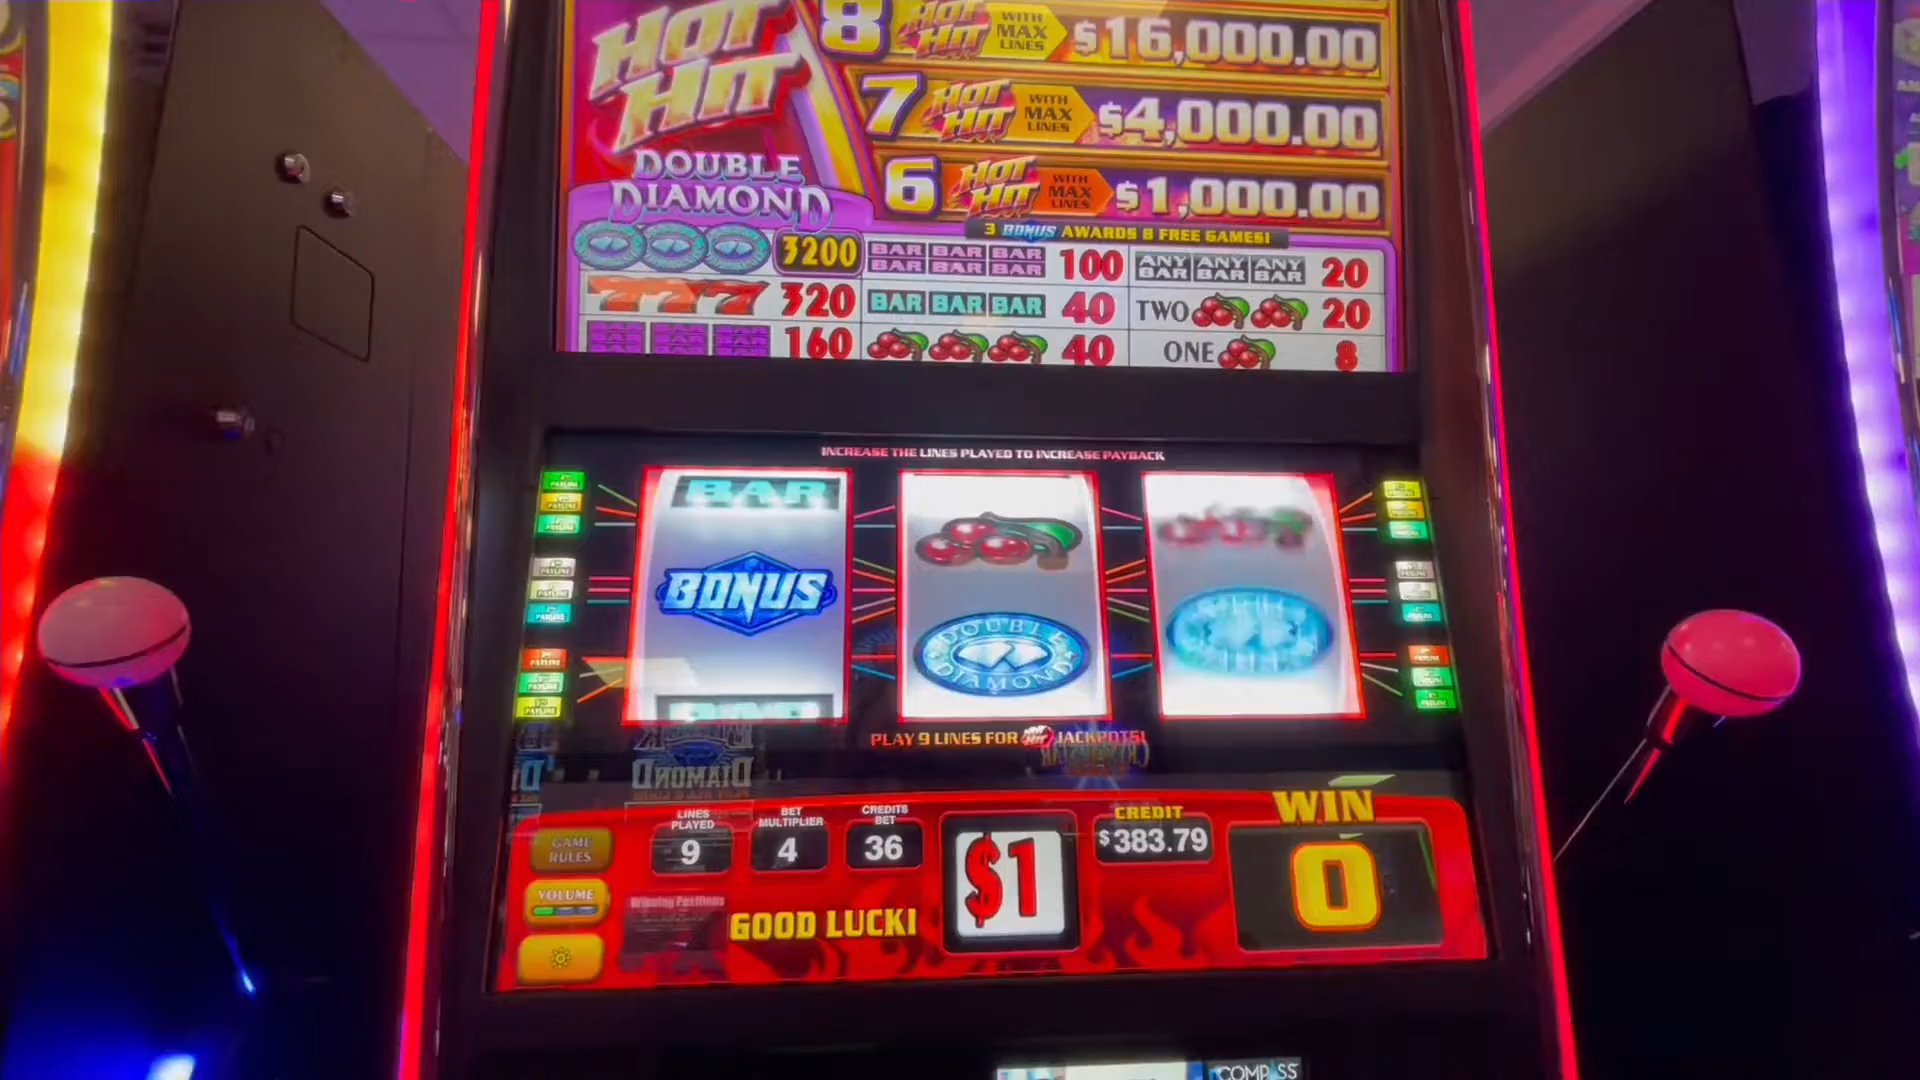 HOT HIT
DOUBLE DIAMOND
8 HOT HIT WITH MAX LINES $16,000.00
7 HOT HIT WITH MAX LINES $4,000.00
6 HOT HIT WITH MAX LINES $1,000.00
3 BONUS AWARDS 8 FREE GAMES!
3200
BAR BAR BAR
BAR BAR BAR
100
ANY BAR ANY BAR ANY BAR 20
777 320
BAR BAR BAR 40
TWO 20
160
40
ONE 8
INCREASE THE LINES PLAYED TO INCREASE PAYBACK
BAR
BONUS
DOUBLE DIAMOND
PLAY 9 LINES FOR HOT HIT JACKPOTS!
GAME RULES
VOLUME
LINES PLAYED
9
BET MULTIPLIER
4
CREDITS BET
36
$1
CREDIT
$383.79
WIN
0
Winning Positions
GOOD LUCK!